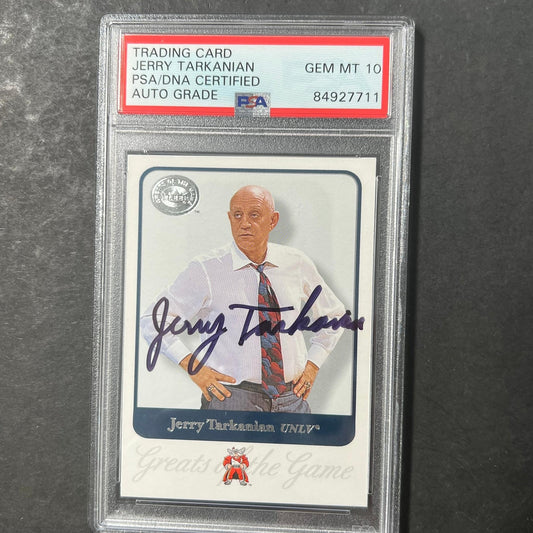 TRADING CARD
JERRY TARKANIAN
PSA/DNA CERTIFIED
AUTO GRADE
GEM MT 10
84927711
PSA
Jerry Tarkanian
Jerry Tarkanian UNLV
Greats of the Game